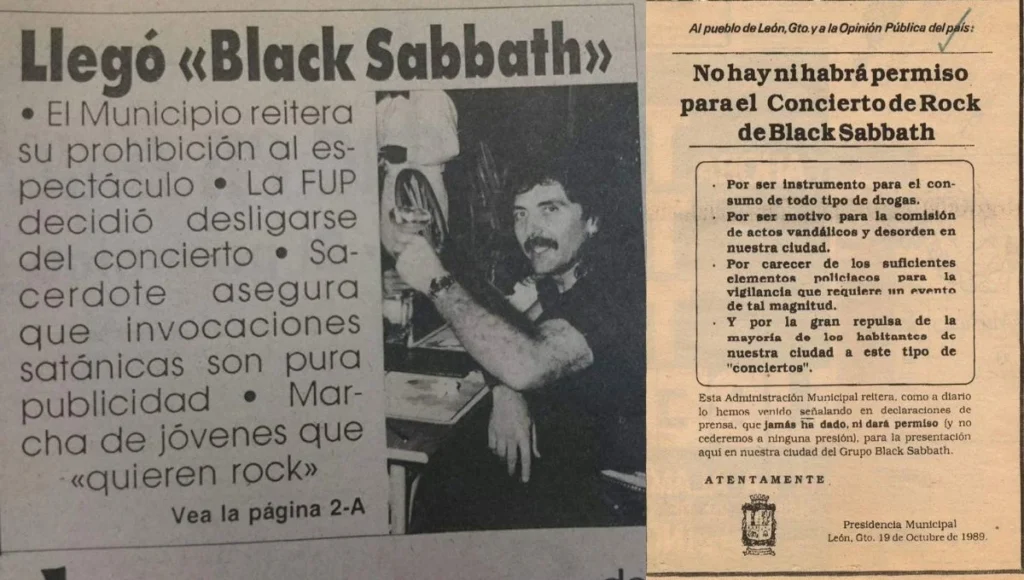 Llegó «Black Sabbath»
• El Municipio reitera
su prohibición al es-
pectáculo • La FUP
decidió desligarse
del concierto • Sa-
cerdote asegura
que invocaciones
satánicas son pura
publicidad • Mar-
cha de jóvenes que
«quieren rock»
Vea la página 2-A
Al pueblo de León, Gto. y a la Opinión Pública del país:
No hay ni habrá permiso
para el Concierto de Rock
de Black Sabbath
· Por ser instrumento para el con-
sumo de todo tipo de drogas.
· Por ser motivo para la comisión
de actos vandálicos y desorden en
nuestra ciudad.
· Por carecer de los suficientes
elementos policiacos para la
vigilancia que requiere un evento
de tal magnitud.
· Y por la gran repulsa de la
mayoría de los habitantes de
nuestra ciudad a este tipo de
"conciertos".
Esta Administración Municipal reitera, como a diario
lo hemos venido señalando en declaraciones de
prensa, que jamás ha dado, ni dará permiso (y no
cederemos a ninguna presión), para la presentación
aquí en nuestra ciudad del Grupo Black Sabbath.
ATENTAMENTE
Presidencia Municipal
León, Gto. 19 de Octubre de 1989.